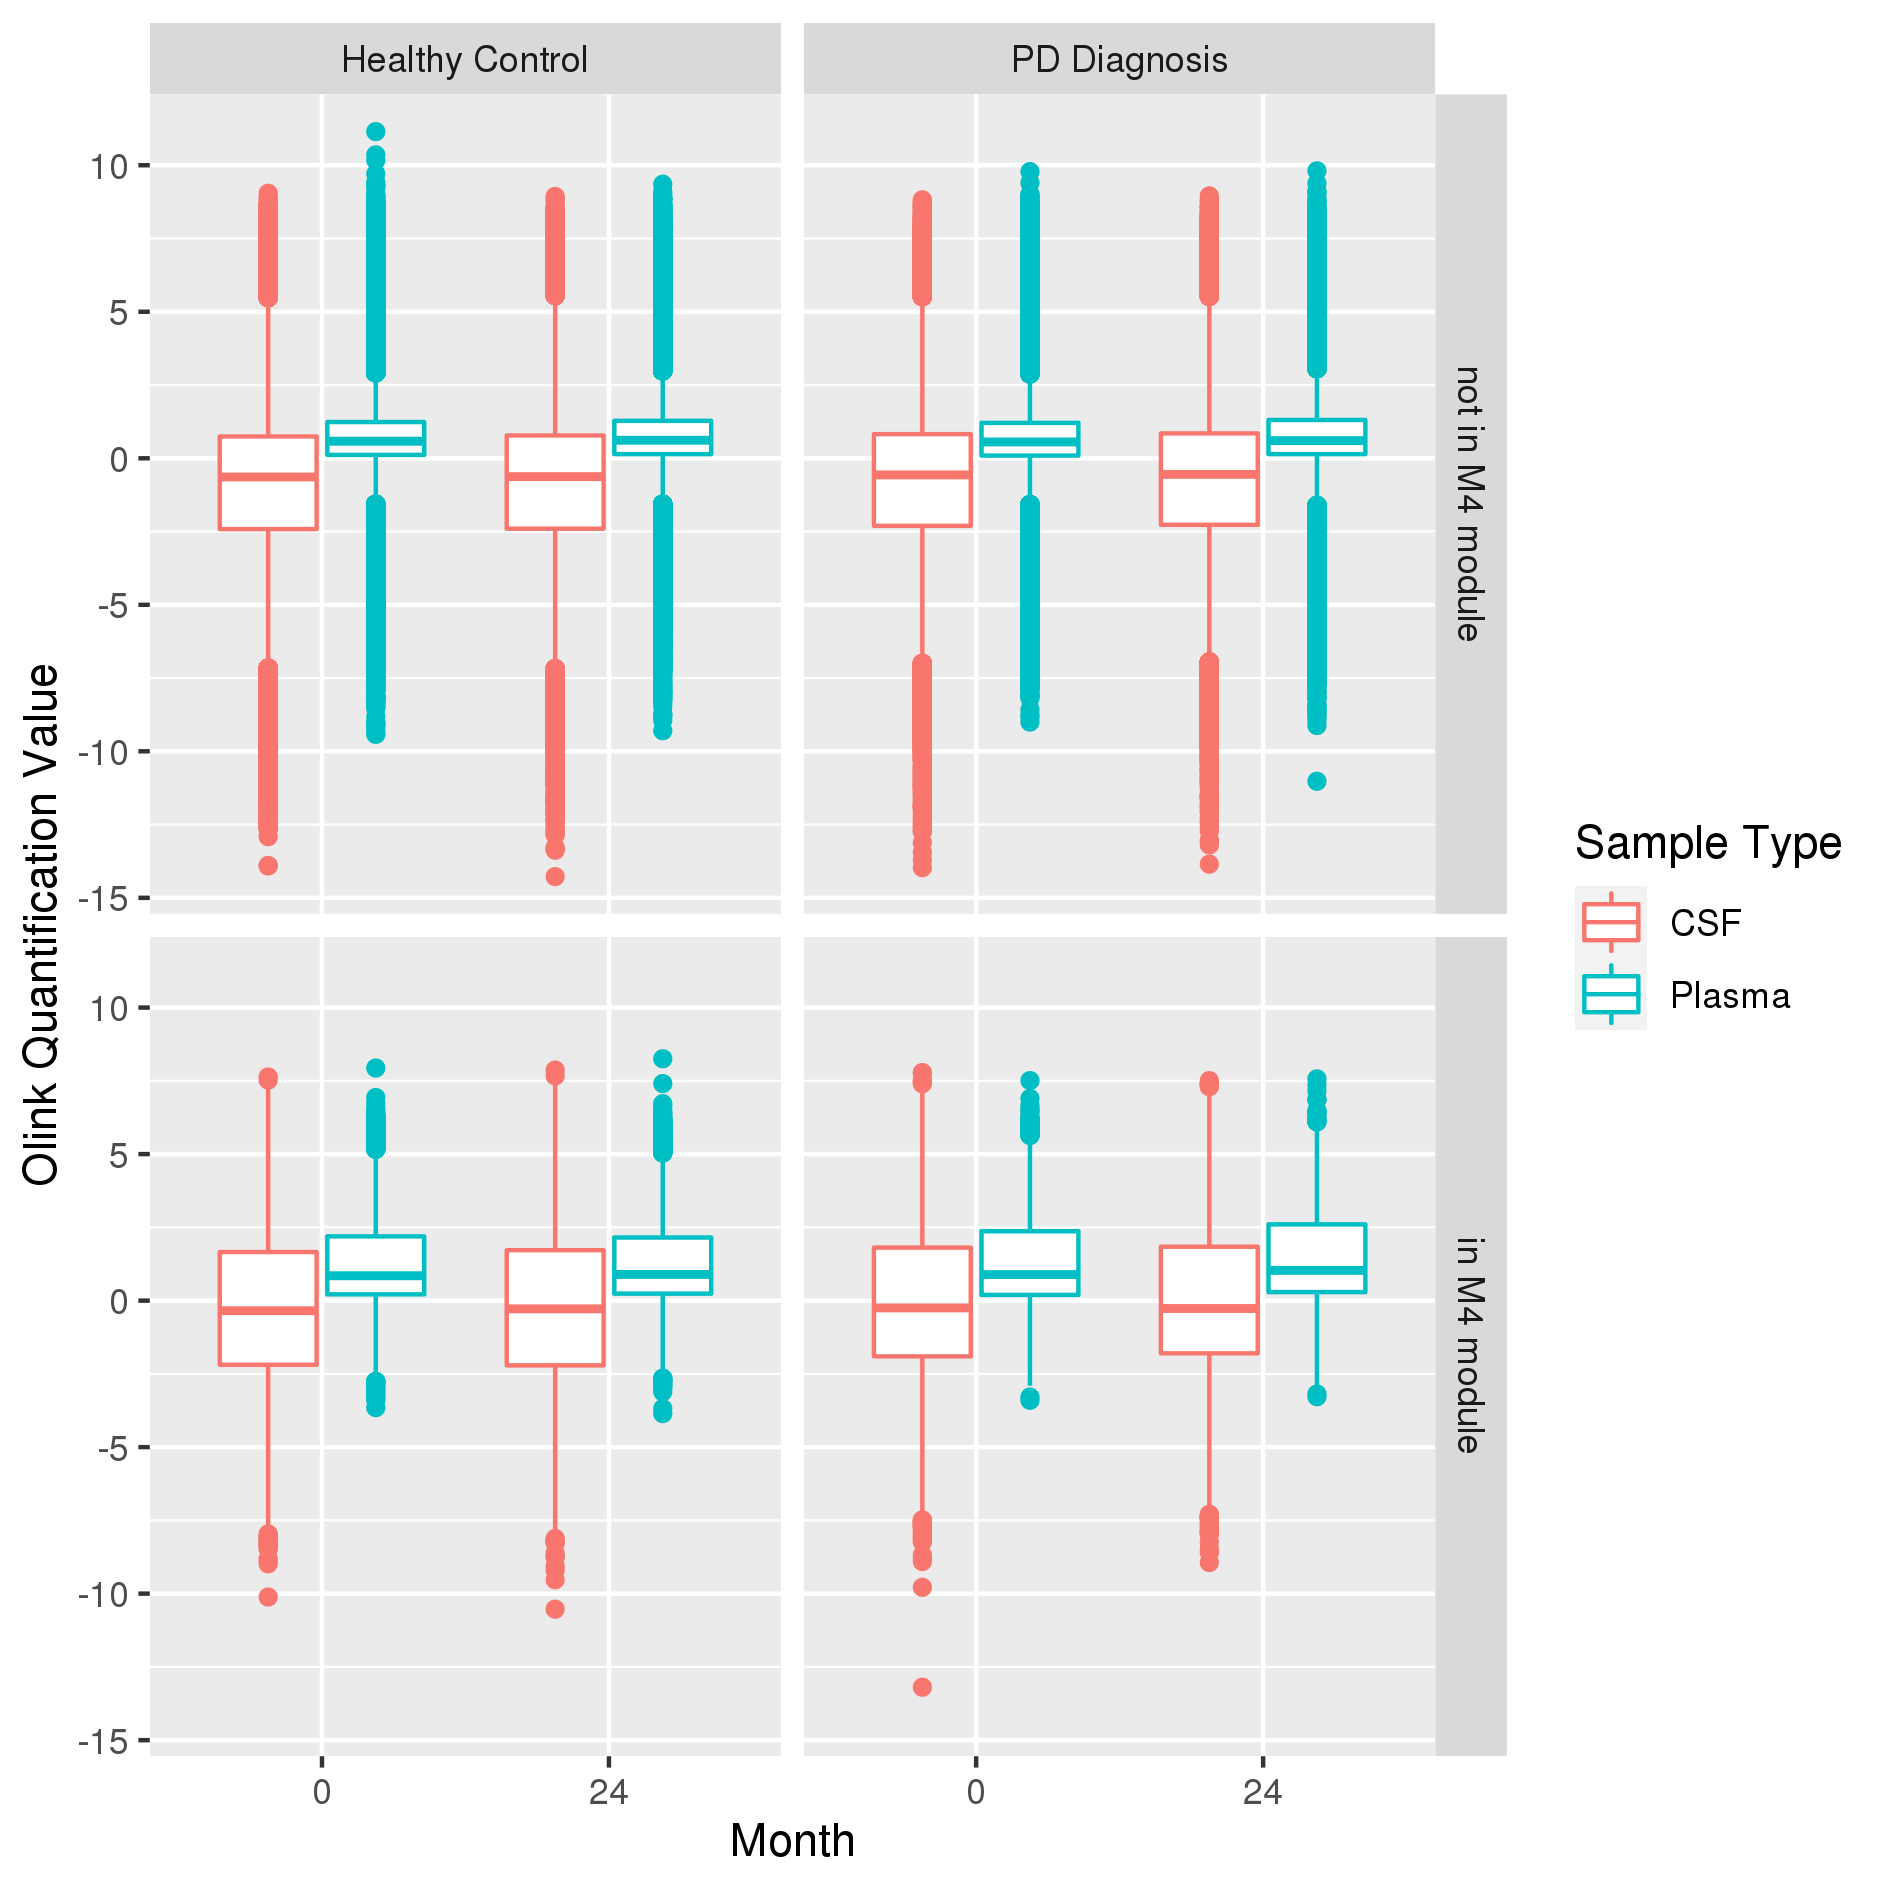 Healthy Control
PD Diagnosis
10
5
0
-5
-10
-15
not in M4 module
10
5
0
-5
-10
-15
in M4 module
0
24
0
24
Month
Olink Quantification Value
Sample Type
CSF
Plasma